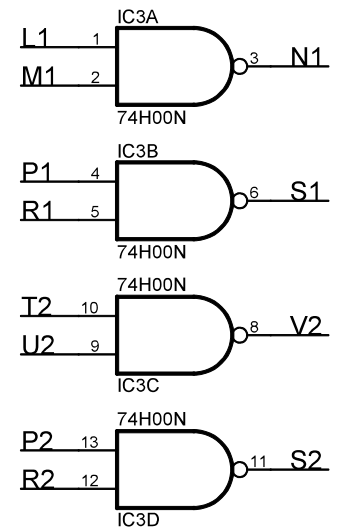 IC3A
L1 1 3 N1
M1 2
74H00N
IC3B
P1 4 6 S1
R1 5
74H00N
74H00N
T2 10 8 V2
U2 9
IC3C
74H00N
P2 13 11 S2
R2 12
IC3D